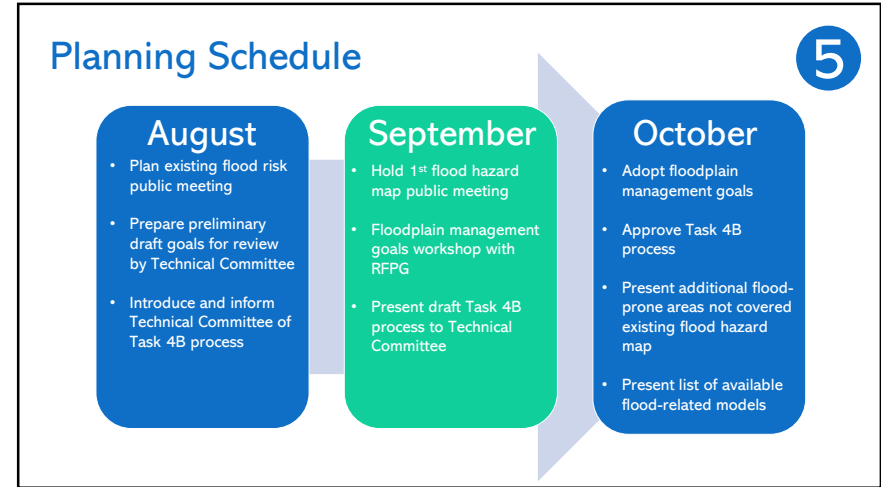 Planning Schedule
5
August
• Plan existing flood risk
public meeting
• Prepare preliminary
draft goals for review
by Technical Committee
• Introduce and inform
Technical Committee of
Task 4B process
September
• Hold 1st flood hazard
map public meeting
• Floodplain management
goals workshop with
RFPG
• Present draft Task 4B
process to Technical
Committee
October
• Adopt floodplain
management goals
• Approve Task 4B
process
• Present additional flood-
prone areas not covered
existing flood hazard
map
• Present list of available
flood-related models